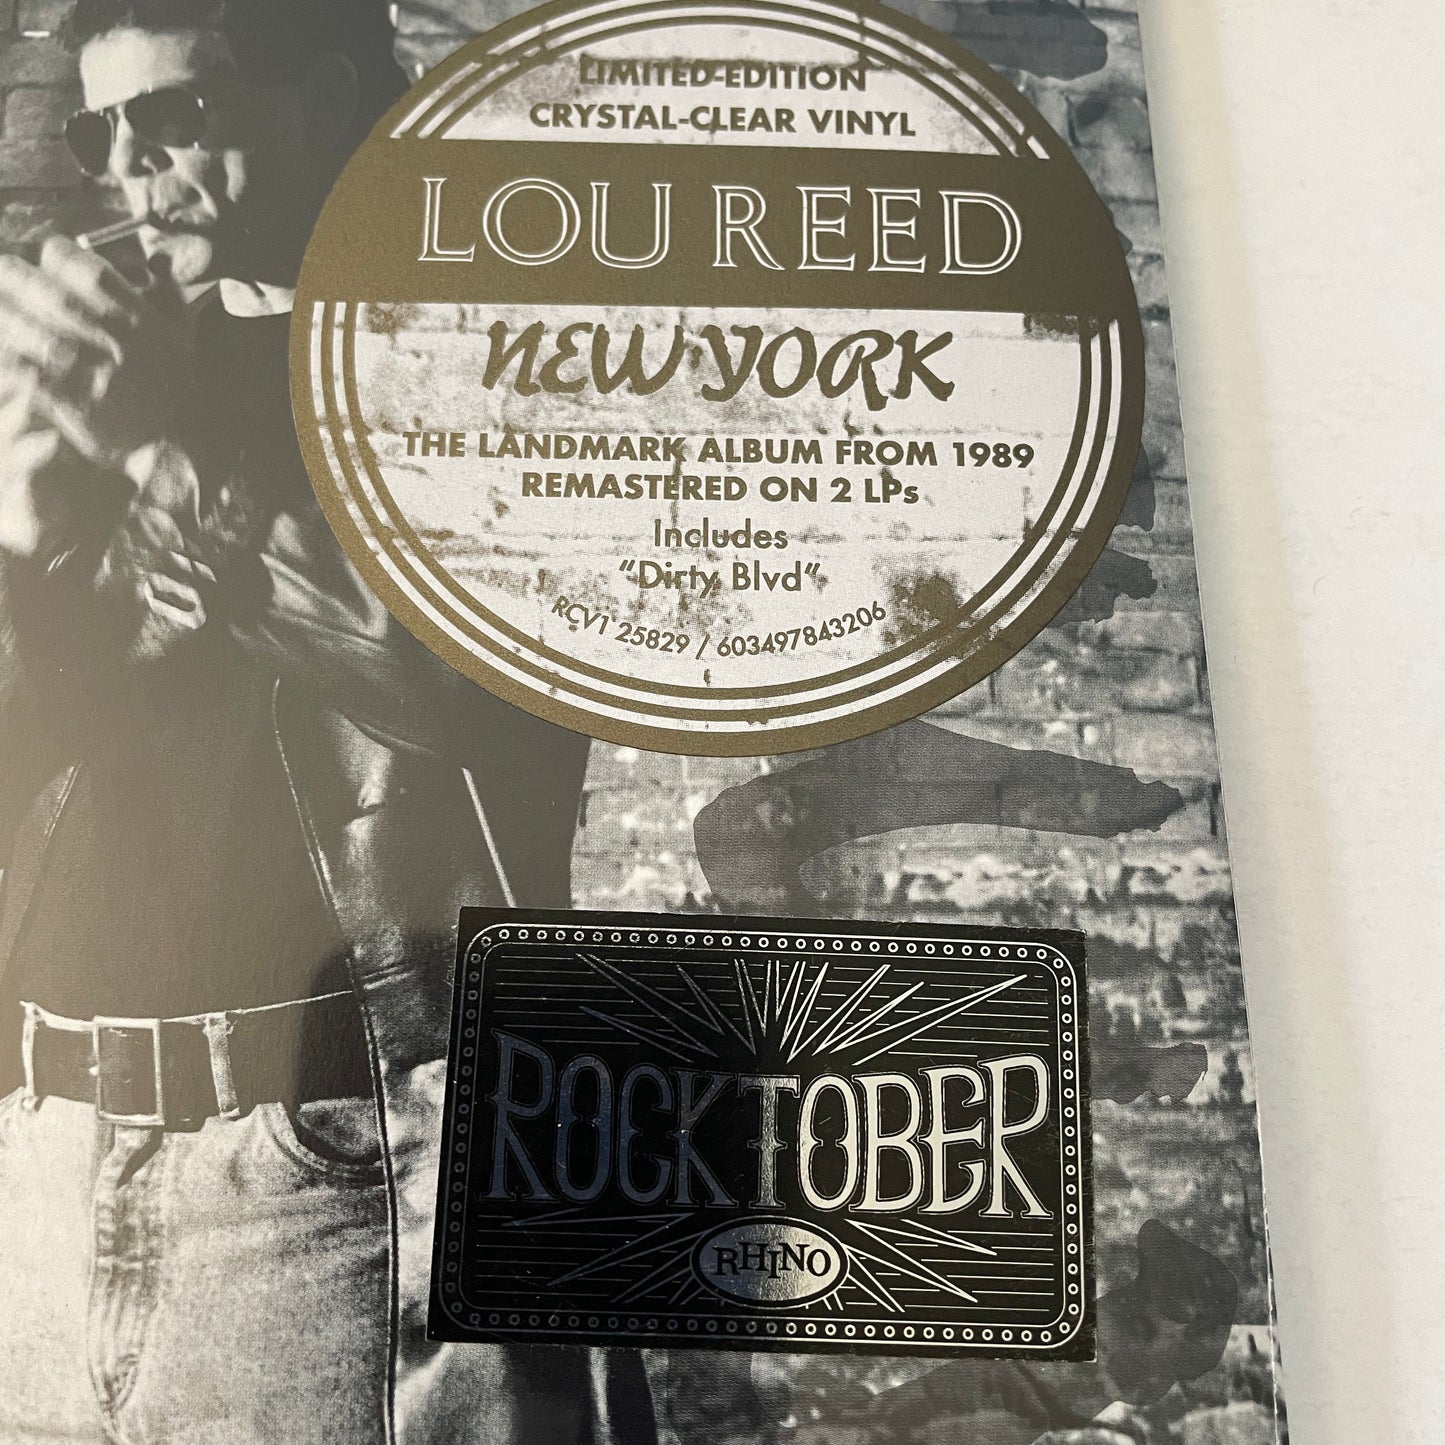 LIMITED-EDITION
CRYSTAL-CLEAR VINYL
LOU REED
NEW YORK
THE LANDMARK ALBUM FROM 1989
REMASTERED ON 2 LPs
Includes
“Dirty Blvd”
RCV1 25829 / 603497843206
ROCKTOBER
RHINO